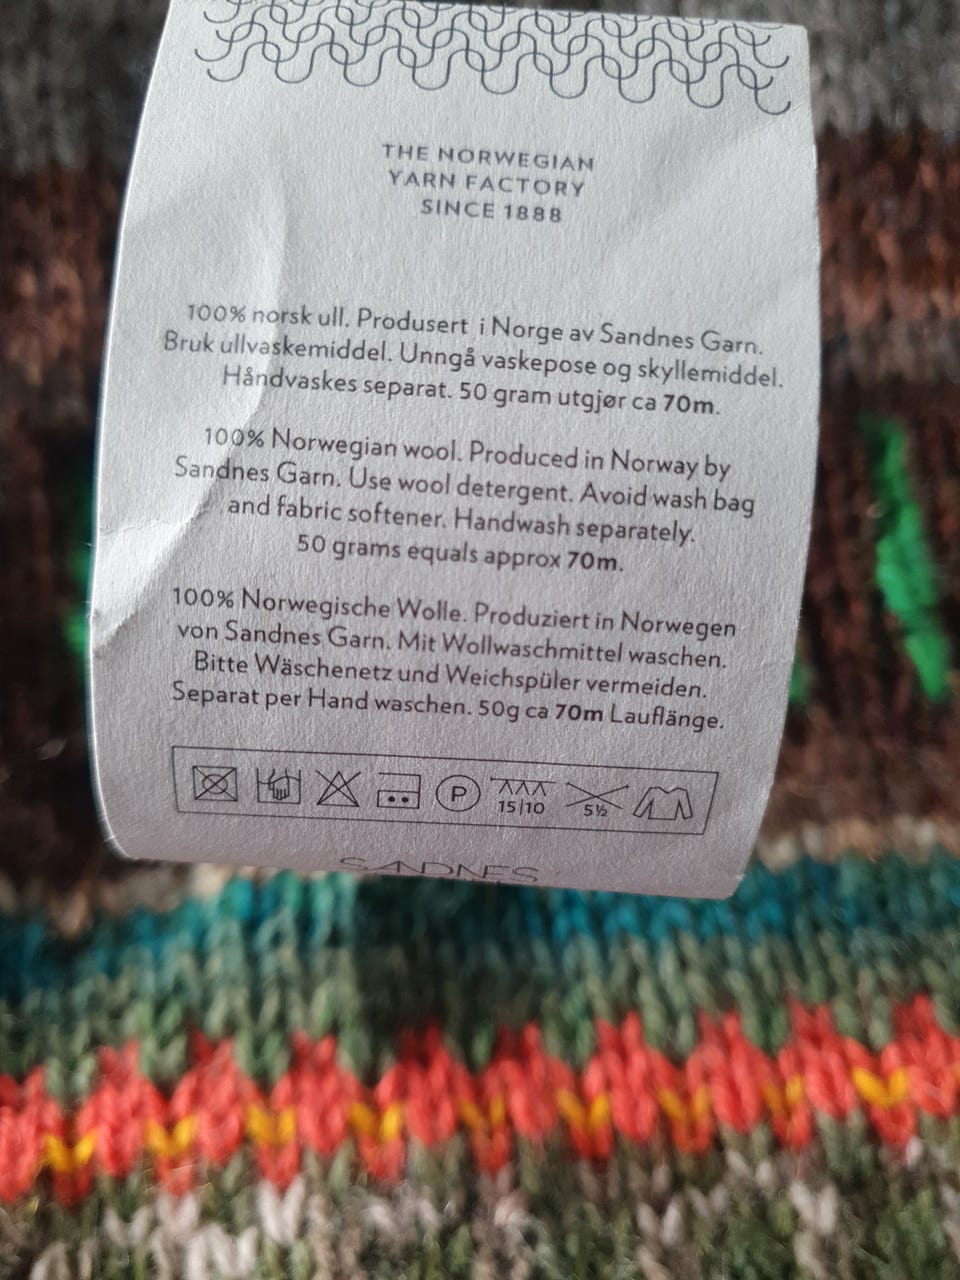 THE NORWEGIAN
YARN FACTORY
SINCE 1888
100% norsk ull. Produsert i Norge av Sandnes Garn.
Bruk ullvaskemiddel. Unngå vaskepose og skyllemiddel.
Håndvaskes separat. 50 gram utgjør ca 70m.
100% Norwegian wool. Produced in Norway by
Sandnes Garn. Use wool detergent. Avoid wash bag
and fabric softener. Handwash separately.
50 grams equals approx 70m.
100% Norwegische Wolle. Produziert in Norwegen
von Sandnes Garn. Mit Wollwaschmittel waschen.
Bitte Wäschenetz und Weichspüler vermeiden.
Separat per Hand waschen. 50g ca 70m Lauflänge.
P 15|10 5½
SANDNES